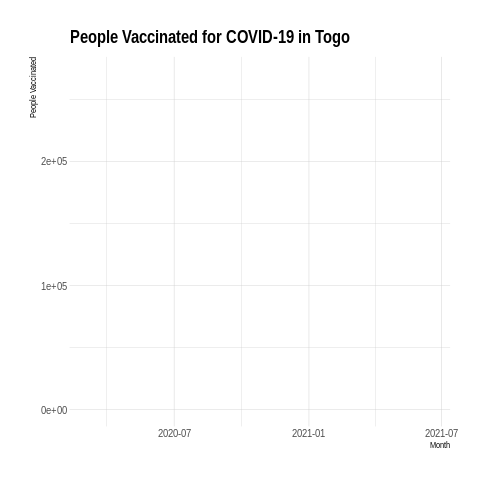 People Vaccinated for COVID-19 in Togo
People Vaccinated
2e+05
1e+05
0e+00
2020-07
2021-01
2021-07
Month